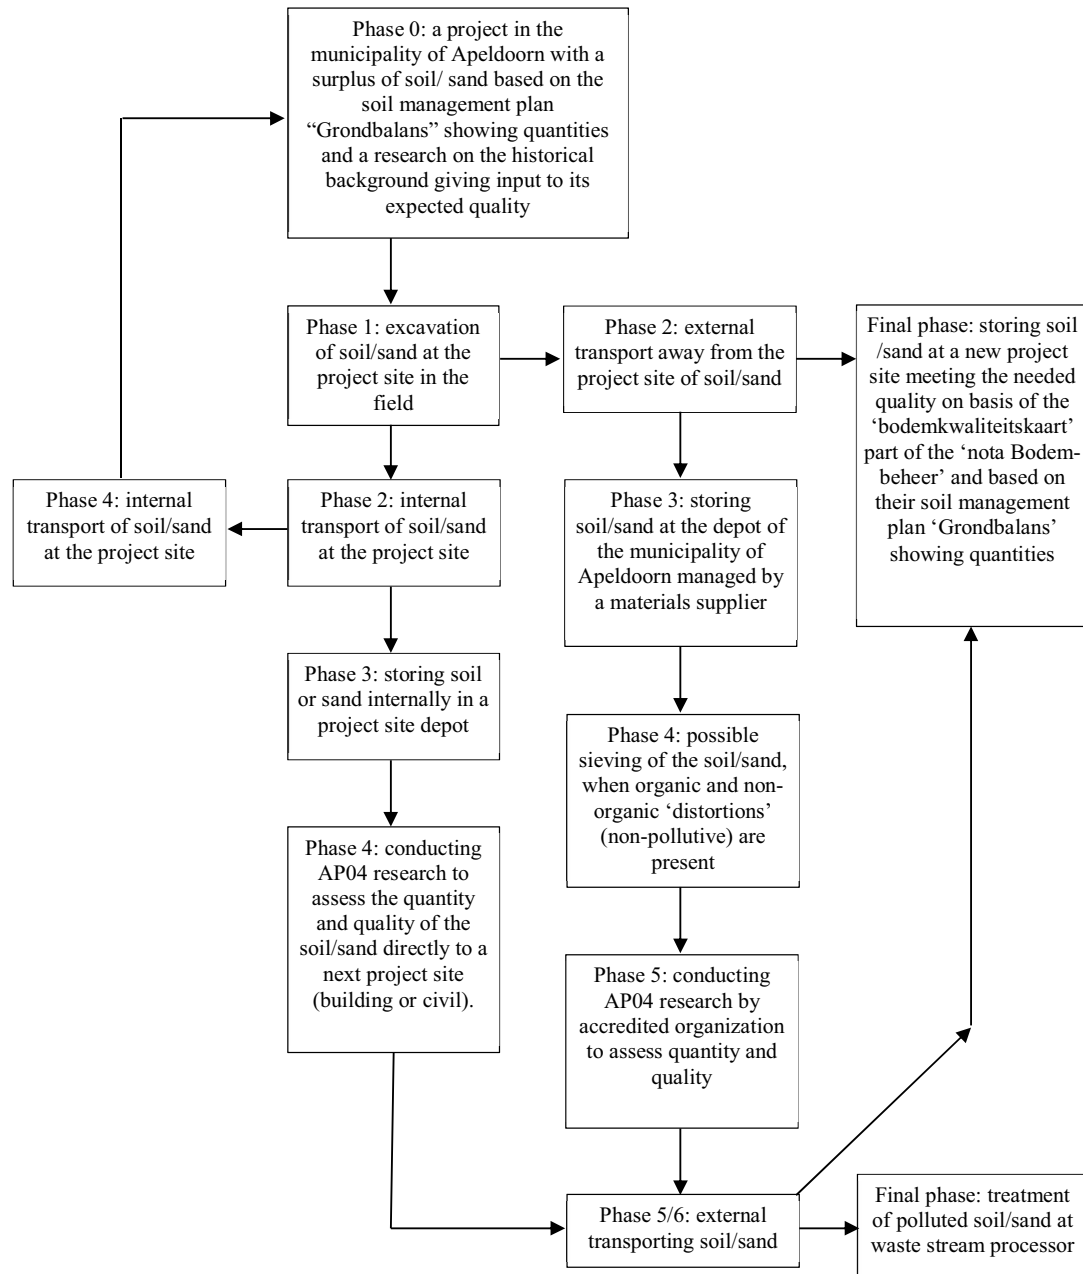 Phase 0: a project in the
municipality of Apeldoorn with a
surplus of soil/ sand based on the
soil management plan
“Grondbalans” showing quantities
and a research on the historical
background giving input to its
expected quality
Phase 1: excavation
of soil/sand at the
project site in the
field
Phase 2: external
transport away from the
project site of soil/sand
Final phase: storing soil
/sand at a new project
site meeting the needed
quality on basis of the
‘bodemkwaliteitskaart’
part of the ‘nota Bodem-
beheer’ and based on
their soil management
plan ‘Grondbalans’
showing quantities
Phase 4: internal
transport of soil/sand
at the project site
Phase 2: internal
transport of soil/sand
at the project site
Phase 3: storing
soil/sand at the depot of
the municipality of
Apeldoorn managed by
a materials supplier
Phase 3: storing soil
or sand internally in a
project site depot
Phase 4: possible
sieving of the soil/sand,
when organic and non-
organic ‘distortions’
(non-pollutive) are
present
Phase 4: conducting
AP04 research to
assess the quantity
and quality of the
soil/sand directly to a
next project site
(building or civil).
Phase 5: conducting
AP04 research by
accredited organization
to assess quantity and
quality
Phase 5/6: external
transporting soil/sand
Final phase: treatment
of polluted soil/sand at
waste stream processor